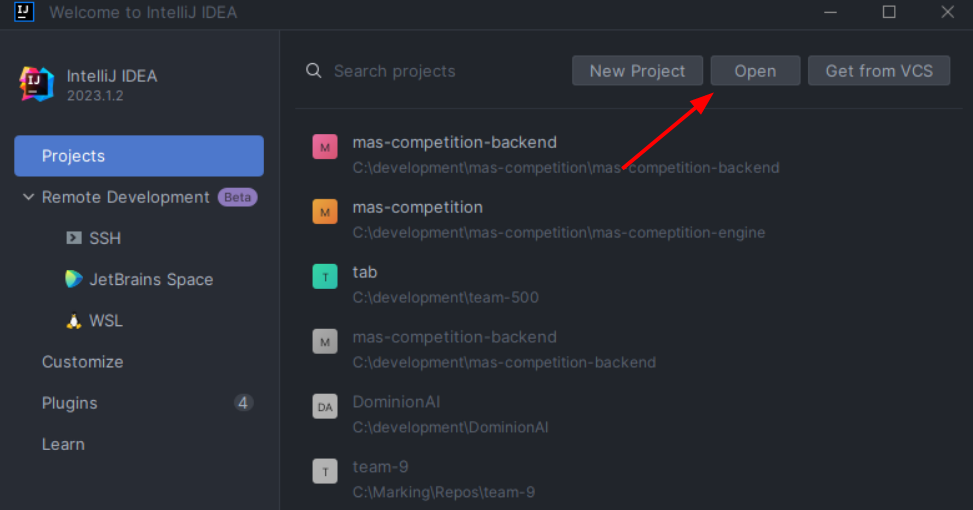 Welcome to IntelliJ IDEA
IntelliJ IDEA
2023.1.2
Projects
Remote Development Beta
SSH
JetBrains Space
WSL
Customize
Plugins 4
Learn
Search projects New Project Open Get from VCS
M mas-competition-backend
C:\development\mas-competition\mas-competition-backend
M mas-competition
C:\development\mas-competition\mas-comeptition-engine
T tab
C:\development\team-500
M mas-competition-backend
C:\development\mas-competition-backend
DA DominionAI
C:\development\DominionAI
T team-9
C:\Marking\Repos\team-9